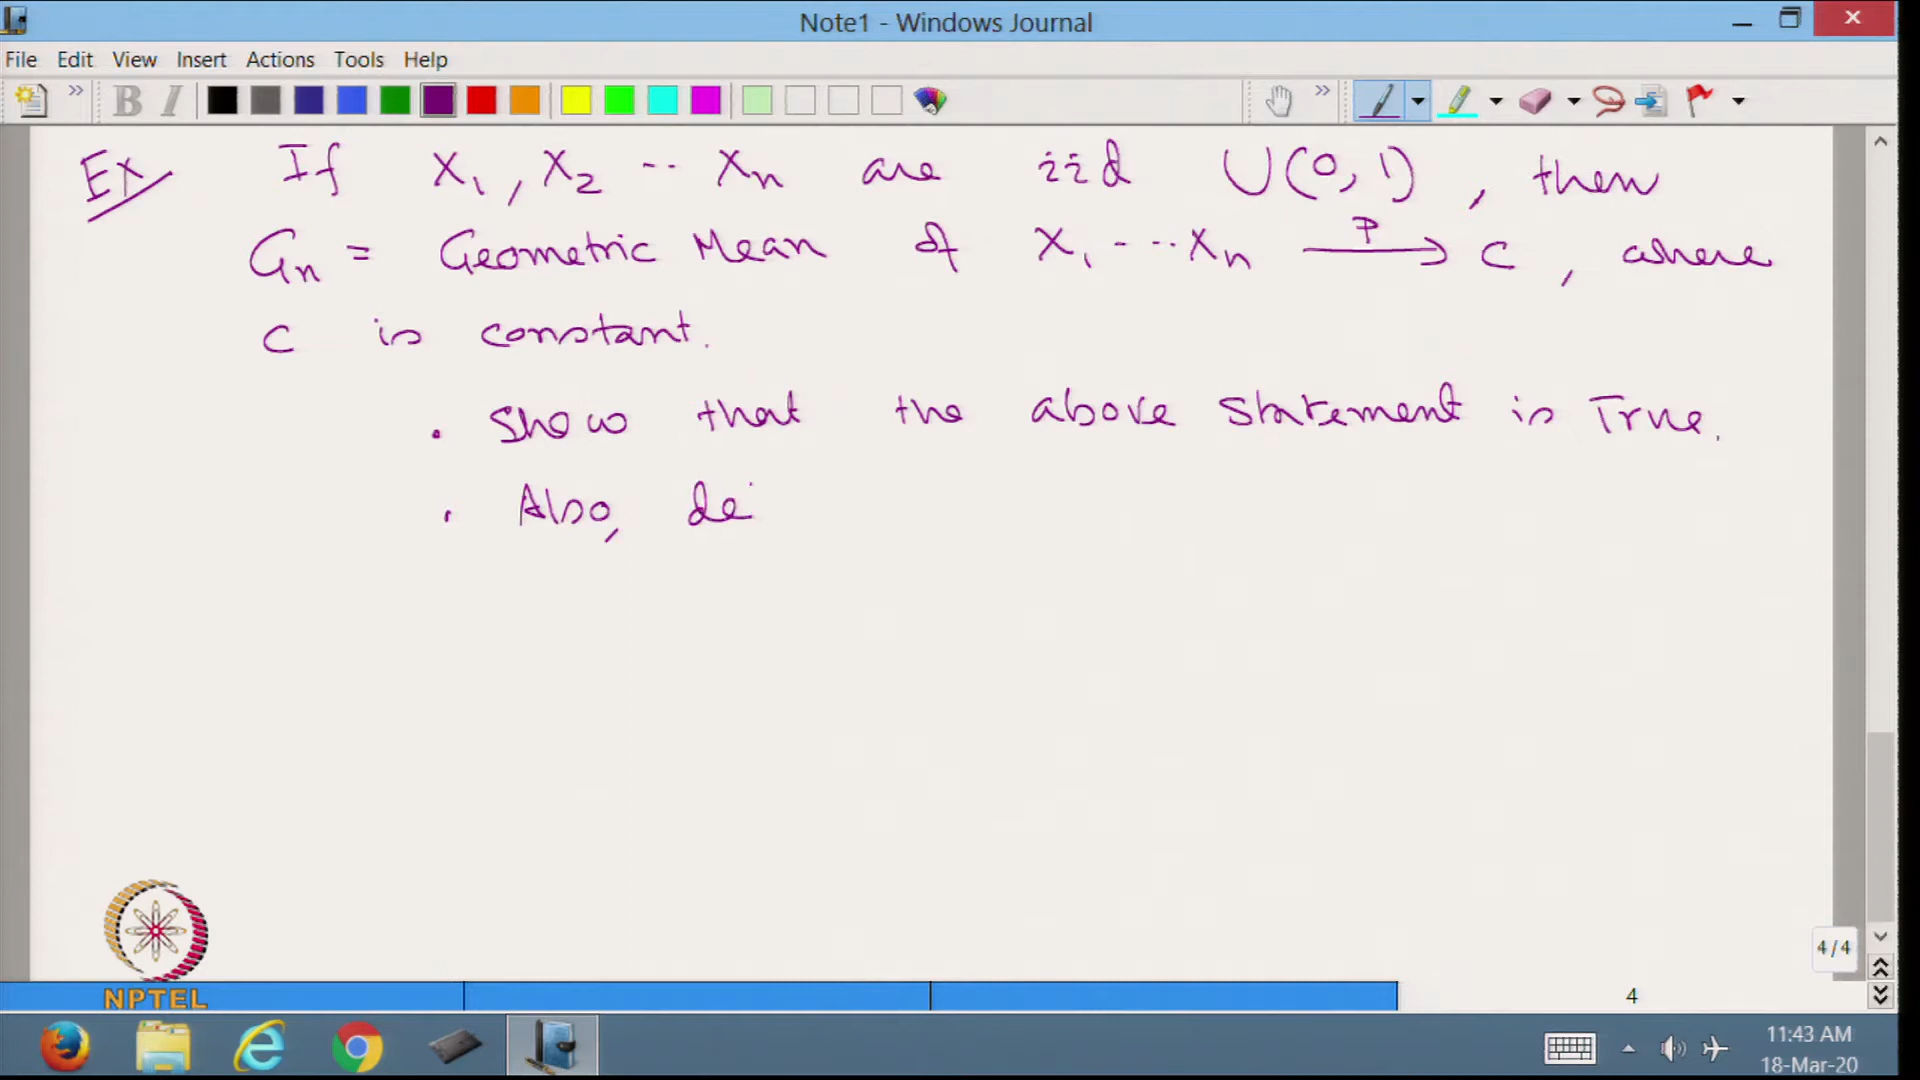 Note1 - Windows Journal
File Edit View Insert Actions Tools Help
B I
Ex If X1, X2 -- Xn are iid U(0,1), then
Gn = Geometric Mean of X1 --- Xn P→ c, where
c is constant.
. Show that the above statement is True.
. Also, de
4/4
NPTEL
4
11:43 AM
18-Mar-20